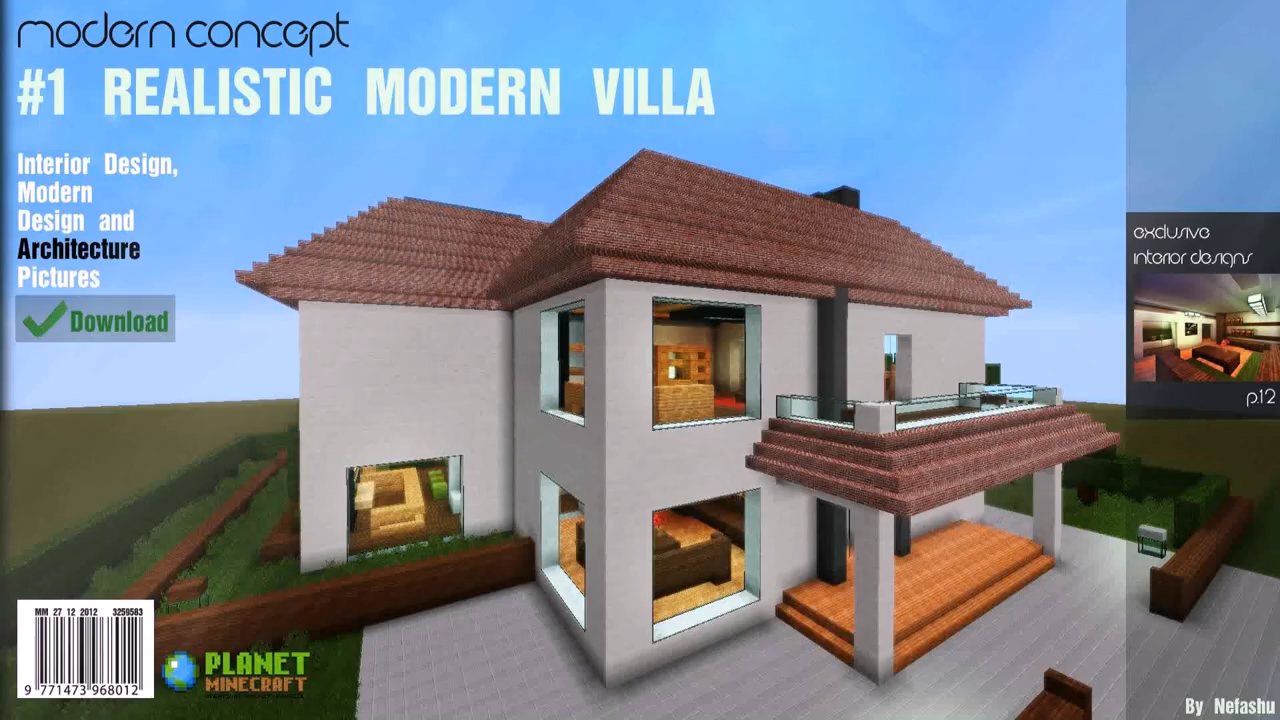 modern concept
#1 REALISTIC MODERN VILLA
Interior Design,
Modern
Design and
Architecture
Pictures
Download
exclusive
interior designs
p.12
MM 27 12 2012 3259583
9 771473 968012
PLANET
MINECRAFT
By Nefashu